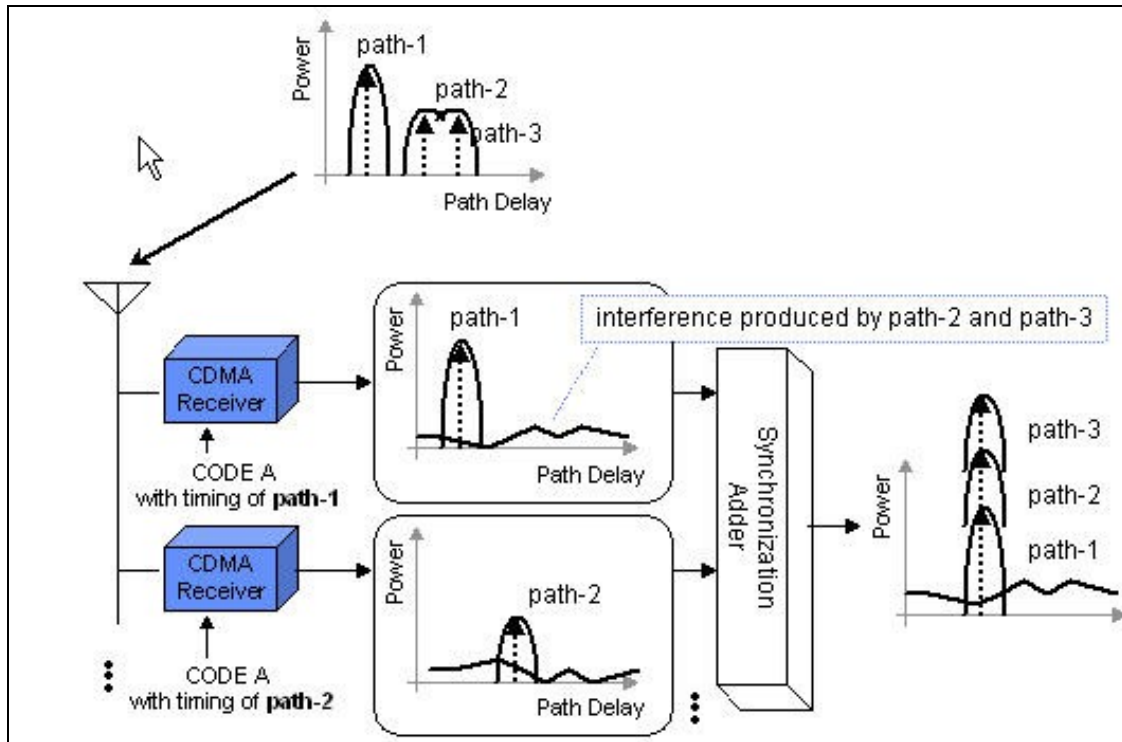 Power
path-1
path-2
path-3
Path Delay
CDMA
Receiver
CODE A
with timing of path-1
Power
path-1
Path Delay
interference produced by path-2 and path-3
CDMA
Receiver
CODE A
with timing of path-2
Power
path-2
Path Delay
Synchronization
Adder
Power
path-3
path-2
path-1